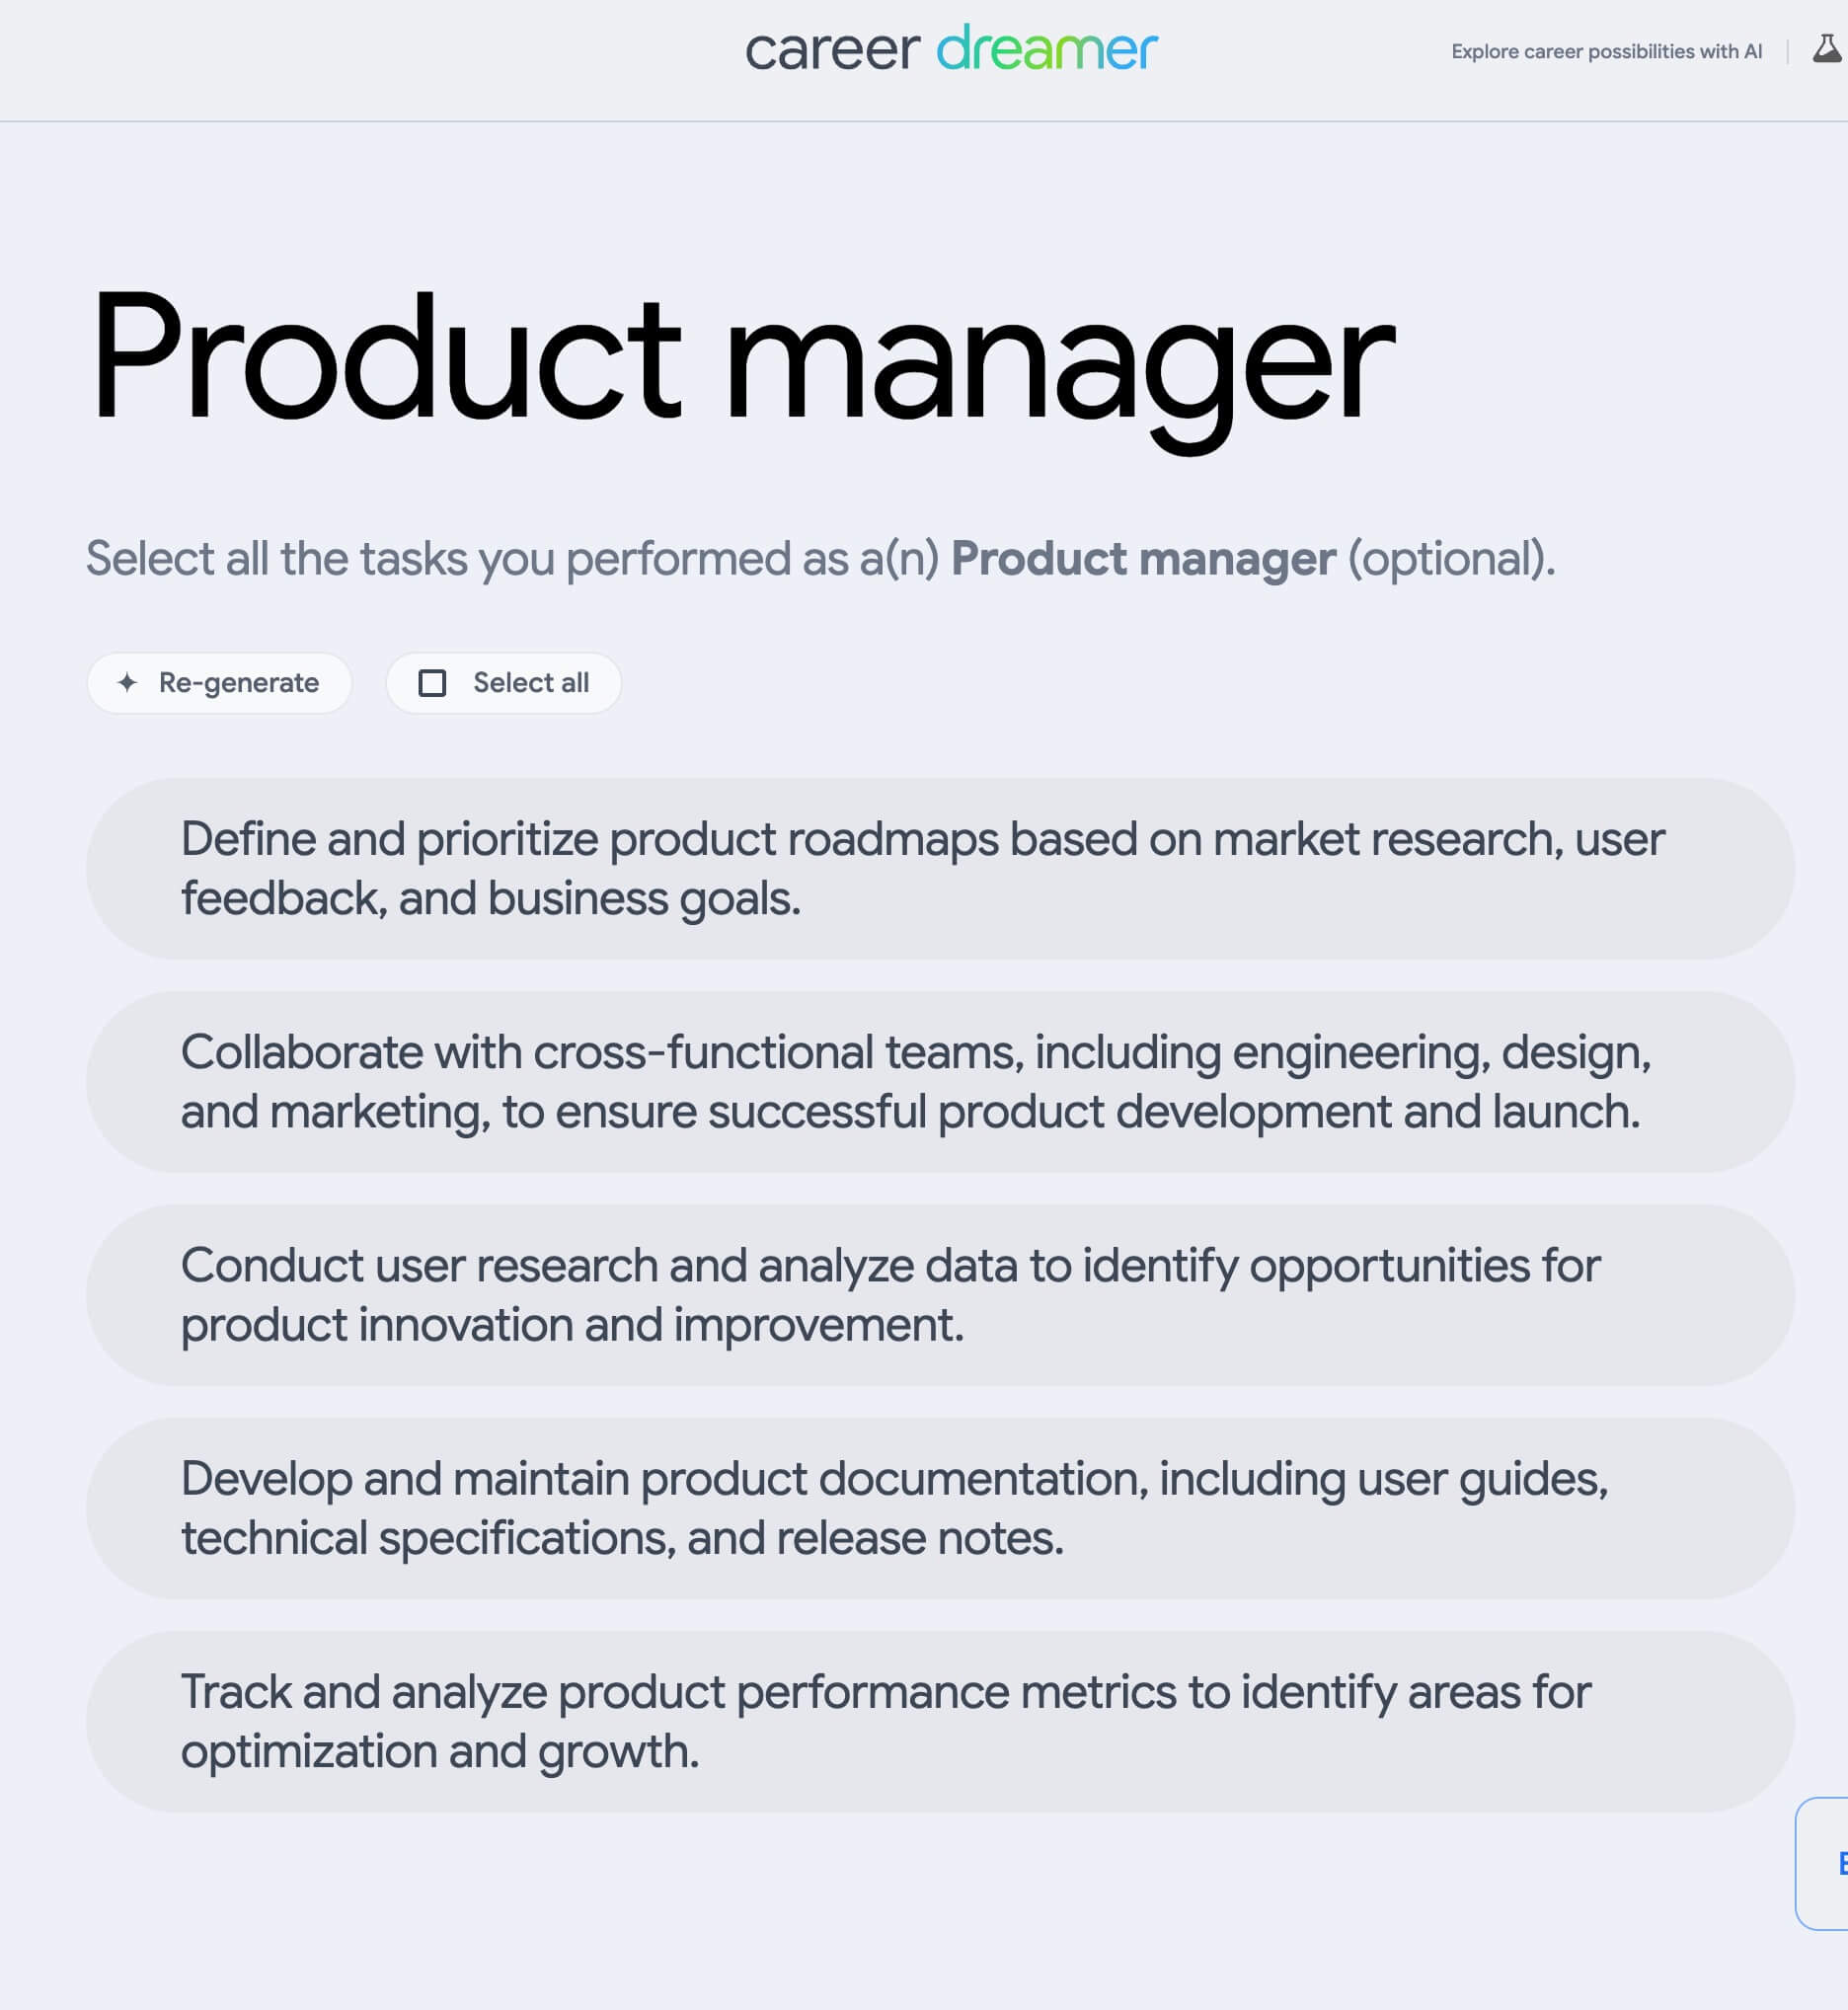 career dreamer
Explore career possibilities with AI
Product manager
Select all the tasks you performed as a(n) Product manager (optional).
Re-generate
Select all
Define and prioritize product roadmaps based on market research, user
feedback, and business goals.
Collaborate with cross-functional teams, including engineering, design,
and marketing, to ensure successful product development and launch.
Conduct user research and analyze data to identify opportunities for
product innovation and improvement.
Develop and maintain product documentation, including user guides,
technical specifications, and release notes.
Track and analyze product performance metrics to identify areas for
optimization and growth.